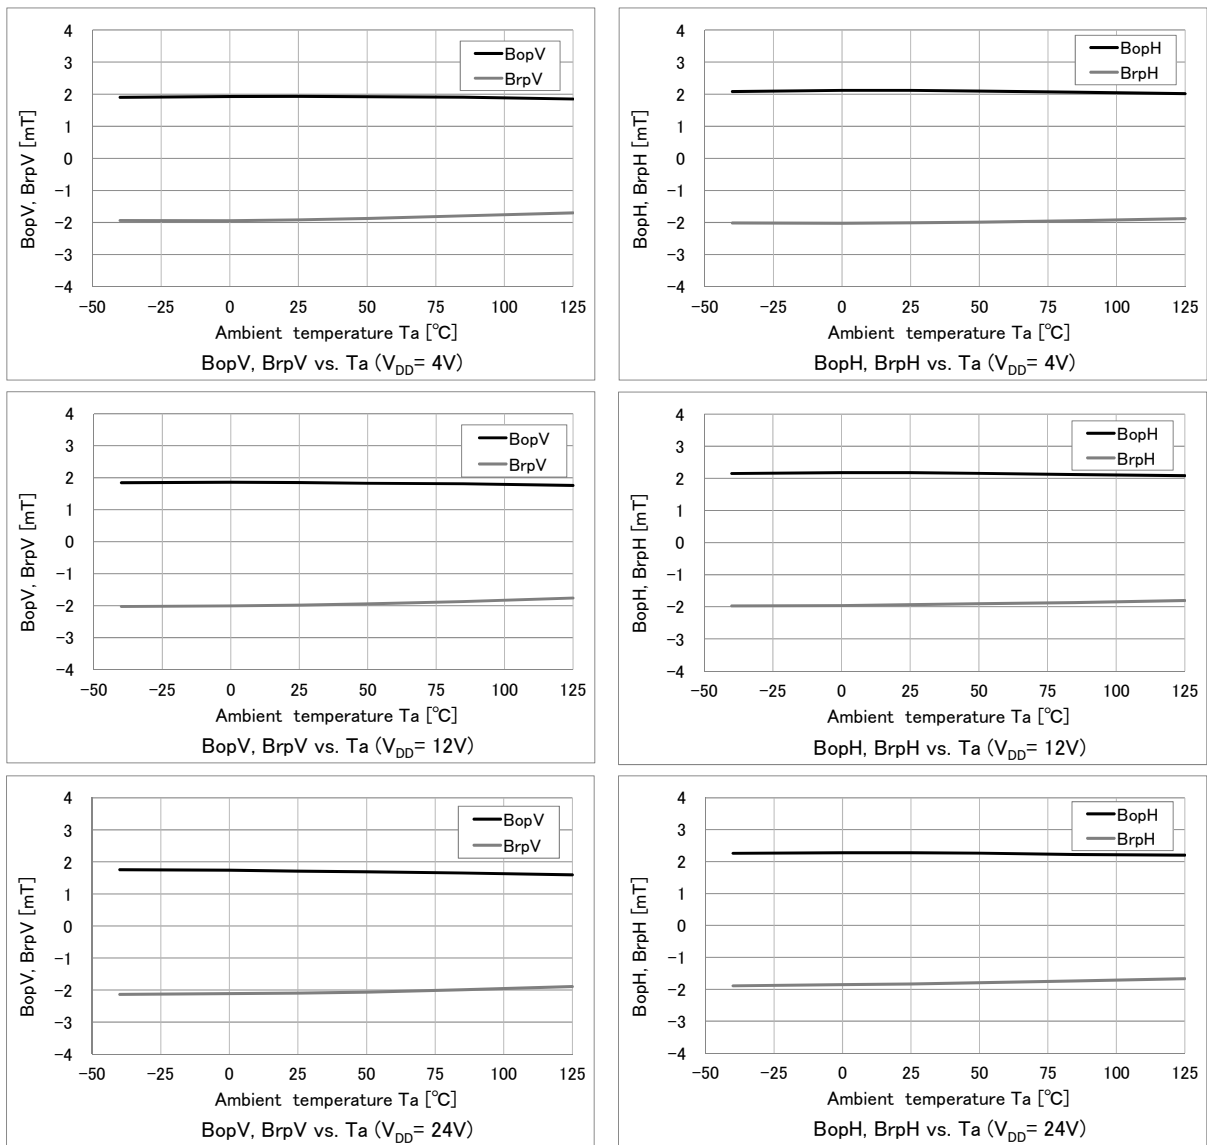 4
3
2
1
0
-1
-2
-3
-4
BopV, BrpV [mT]
BopV
BrpV
-50 -25 0 25 50 75 100 125
Ambient temperature Ta [℃]
BopV, BrpV vs. Ta (VDD= 4V)
4
3
2
1
0
-1
-2
-3
-4
BopH, BrpH [mT]
BopH
BrpH
-50 -25 0 25 50 75 100 125
Ambient temperature Ta [℃]
BopH, BrpH vs. Ta (VDD= 4V)
4
3
2
1
0
-1
-2
-3
-4
BopV, BrpV [mT]
BopV
BrpV
-50 -25 0 25 50 75 100 125
Ambient temperature Ta [℃]
BopV, BrpV vs. Ta (VDD= 12V)
4
3
2
1
0
-1
-2
-3
-4
BopH, BrpH [mT]
BopH
BrpH
-50 -25 0 25 50 75 100 125
Ambient temperature Ta [℃]
BopH, BrpH vs. Ta (VDD= 12V)
4
3
2
1
0
-1
-2
-3
-4
BopV, BrpV [mT]
BopV
BrpV
-50 -25 0 25 50 75 100 125
Ambient temperature Ta [℃]
BopV, BrpV vs. Ta (VDD= 24V)
4
3
2
1
0
-1
-2
-3
-4
BopH, BrpH [mT]
BopH
BrpH
-50 -25 0 25 50 75 100 125
Ambient temperature Ta [℃]
BopH, BrpH vs. Ta (VDD= 24V)